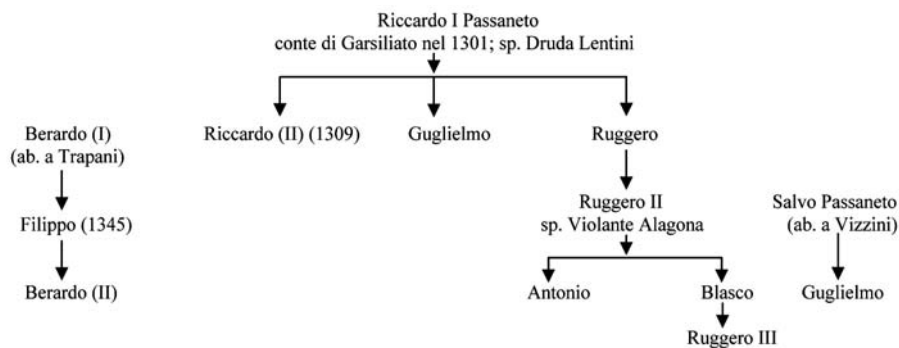 Riccardo I Passaneto
conte di Garsiliato nel 1301; sp. Druda Lentini
Berardo (I)
(ab. a Trapani)
Riccardo (II) (1309)
Guglielmo
Ruggero
Filippo (1345)
Ruggero II
sp. Violante Alagona
Salvo Passaneto
(ab. a Vizzini)
Berardo (II)
Antonio
Blasco
Guglielmo
Ruggero III